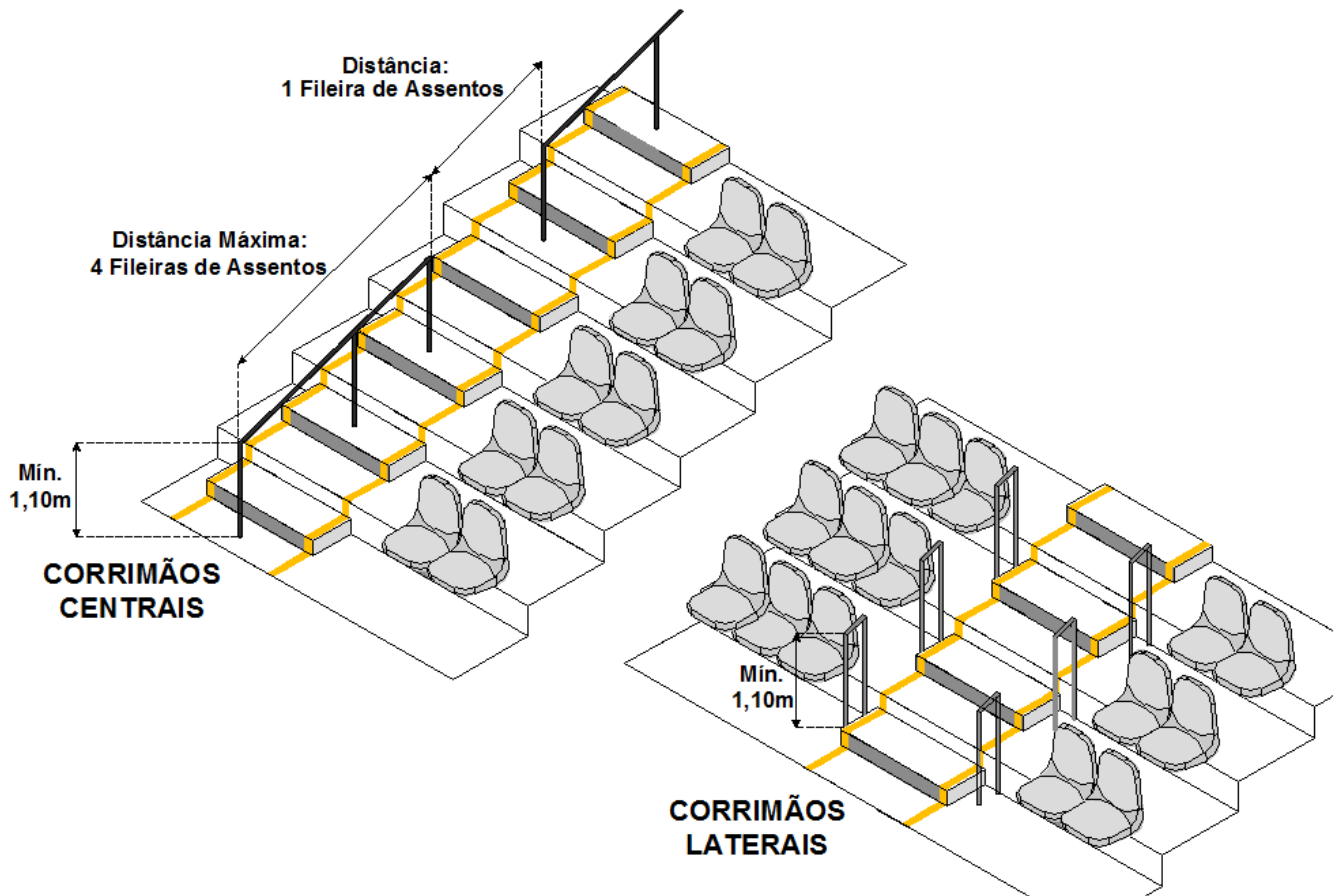 Distância:
1 Fileira de Assentos
Distância Máxima:
4 Fileiras de Assentos
Mín.
1,10m
CORRIMÃOS
CENTRAIS
Mín.
1,10m
CORRIMÃOS
LATERAIS